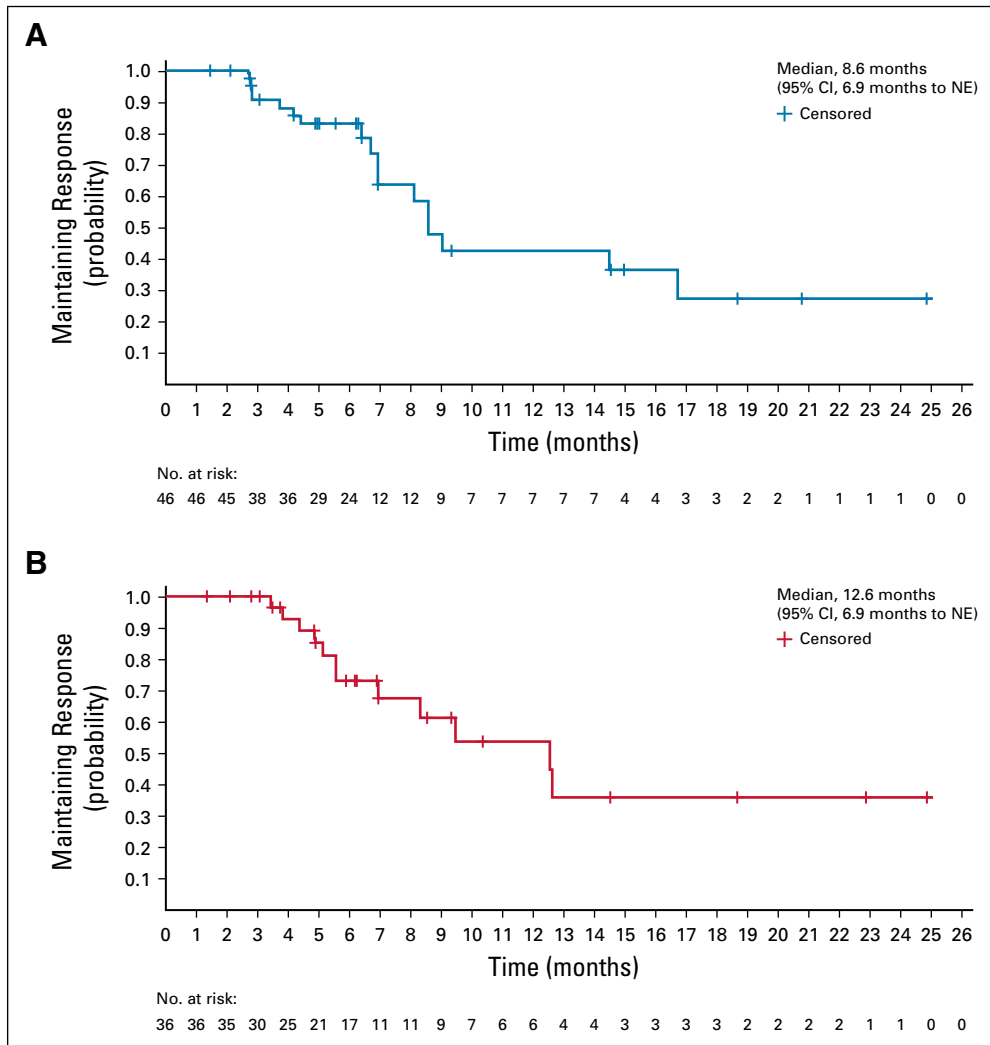 A
Median, 8.6 months
(95% CI, 6.9 months to NE)
Censored
Maintaining Response
(probability)
1.0
0.9
0.8
0.7
0.6
0.5
0.4
0.3
0.2
0.1
0 1 2 3 4 5 6 7 8 9 10 11 12 13 14 15 16 17 18 19 20 21 22 23 24 25 26
Time (months)
No. at risk:
46 46 45 38 36 29 24 12 12 9 7 7 7 7 7 4 4 3 3 2 2 1 1 1 1 0 0
B
Median, 12.6 months
(95% CI, 6.9 months to NE)
Censored
Maintaining Response
(probability)
1.0
0.9
0.8
0.7
0.6
0.5
0.4
0.3
0.2
0.1
0 1 2 3 4 5 6 7 8 9 10 11 12 13 14 15 16 17 18 19 20 21 22 23 24 25 26
Time (months)
No. at risk:
36 36 35 30 25 21 17 11 11 9 7 6 6 4 4 3 3 3 3 2 2 2 2 1 1 0 0